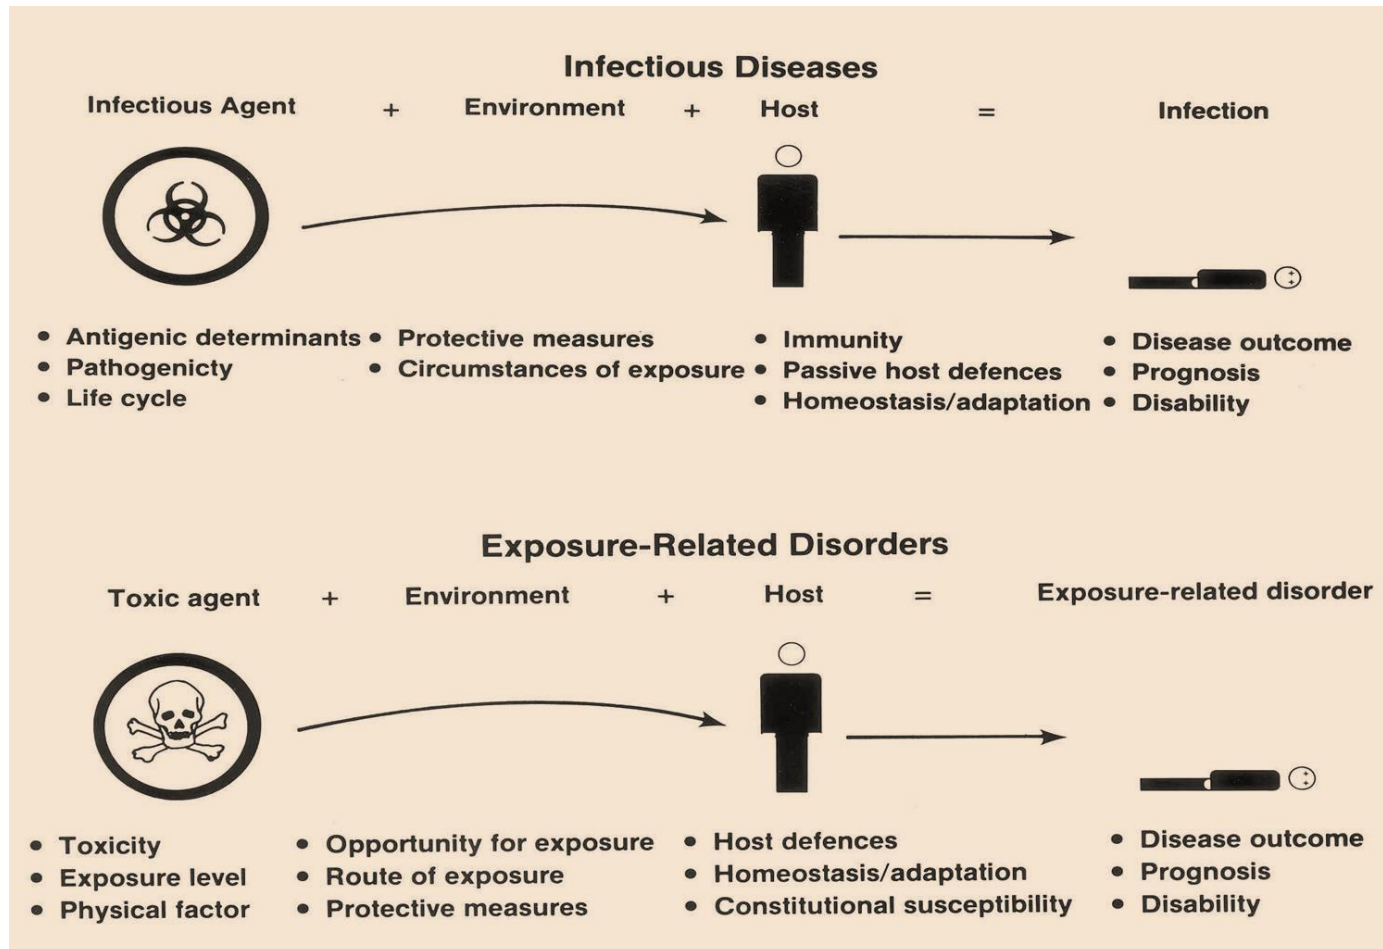 Infectious Diseases
Infectious Agent + Environment + Host = Infection
• Antigenic determinants • Protective measures • Immunity • Disease outcome
• Pathogenicty • Circumstances of exposure • Passive host defences • Prognosis
• Life cycle • Homeostasis/adaptation • Disability
Exposure-Related Disorders
Toxic agent + Environment + Host = Exposure-related disorder
• Toxicity • Opportunity for exposure • Host defences • Disease outcome
• Exposure level • Route of exposure • Homeostasis/adaptation • Prognosis
• Physical factor • Protective measures • Constitutional susceptibility • Disability